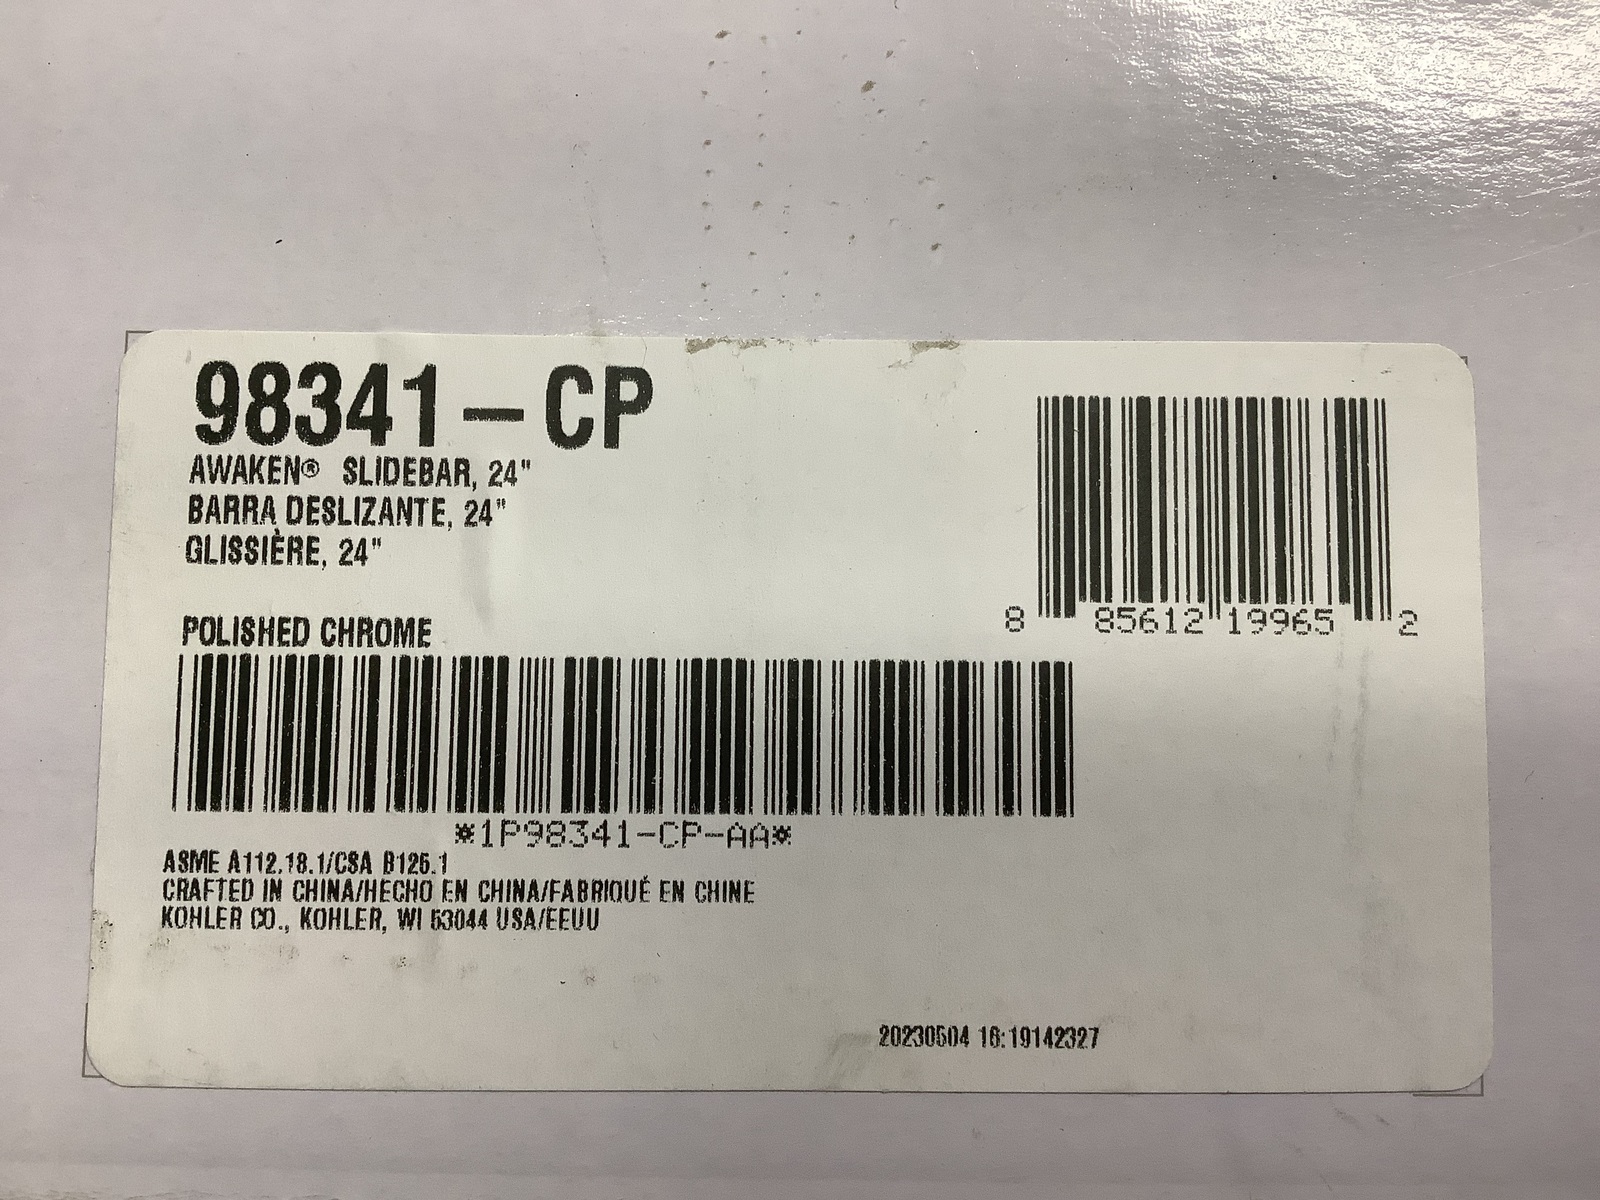 98341-CP
AWAKEN® SLIDEBAR, 24"
BARRA DESLIZANTE, 24"
GLISSIÈRE, 24"
8 85612 19965 2
POLISHED CHROME
*1P98341-CP-AA*
ASME A112.18.1/CSA B125.1
CRAFTED IN CHINA/HECHO EN CHINA/FABRIQUÉ EN CHINE
KOHLER CO., KOHLER, WI 53044 USA/EEUU
20230504 16:19142327